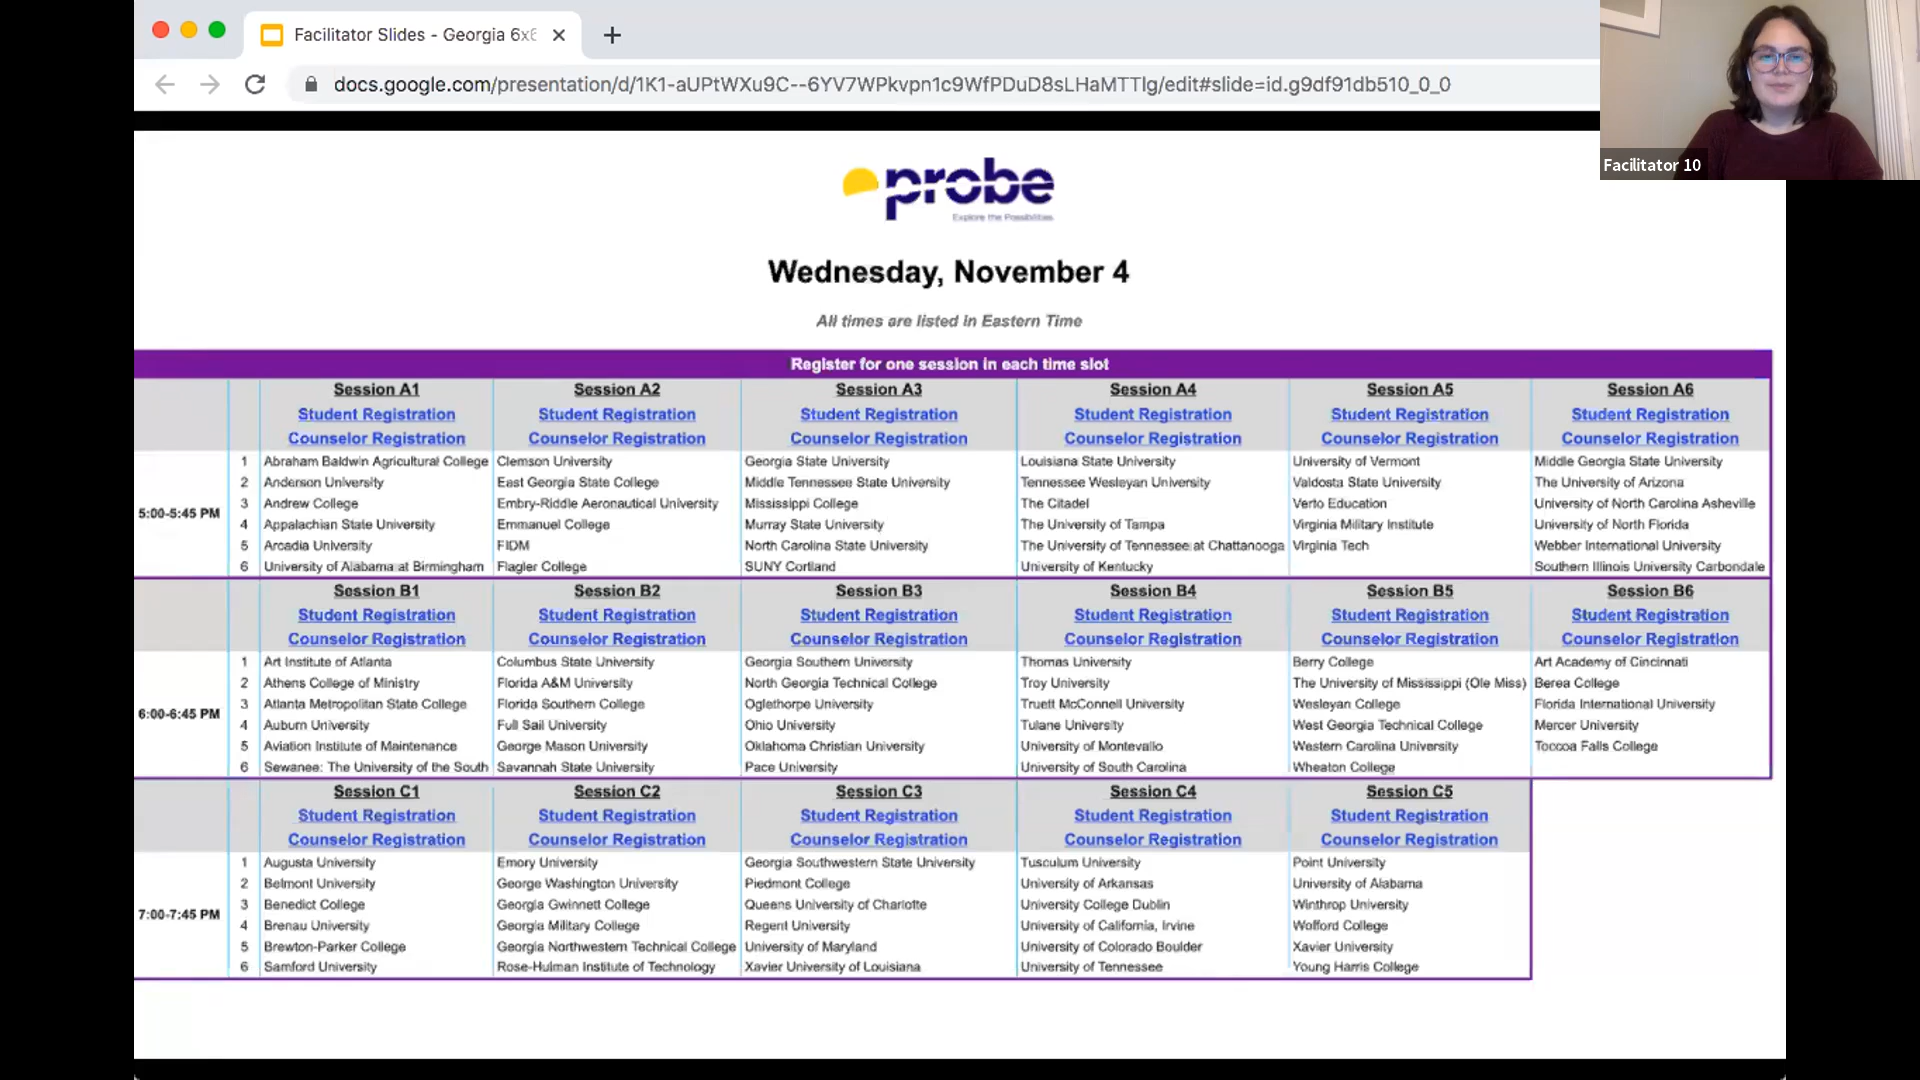 Facilitator Slides - Georgia 6x6
docs.google.com/presentation/d/1K1-aUPtWXu9C--6YV7WPkvpn1c9WfPDuD8sLHaMTTlg/edit#slide=id.g9df91db510_0_0
Facilitator 10
probe
Explore the Possibilities
Wednesday, November 4
All times are listed in Eastern Time
Register for one session in each time slot
Session A1 Session A2 Session A3 Session A4 Session A5 Session A6
Student Registration Student Registration Student Registration Student Registration Student Registration Student Registration
Counselor Registration Counselor Registration Counselor Registration Counselor Registration Counselor Registration Counselor Registration
1 Abraham Baldwin Agricultural College Clemson University Georgia State University Louisiana State University University of Vermont Middle Georgia State University
2 Anderson University East Georgia State College Middle Tennessee State University Tennessee Wesleyan University Valdosta State University The University of Arizona
3 Andrew College Embry-Riddle Aeronautical University Mississippi College The Citadel Verto Education University of North Carolina Asheville
5:00-5:45 PM
4 Appalachian State University Emmanuel College Murray State University The University of Tampa Virginia Military Institute University of North Florida
5 Arcadia University FIDM North Carolina State University The University of Tennessee at Chattanooga Virginia Tech Webber International University
6 University of Alabama at Birmingham Flagler College SUNY Cortland University of Kentucky Southern Illinois University Carbondale
Session B1 Session B2 Session B3 Session B4 Session B5 Session B6
Student Registration Student Registration Student Registration Student Registration Student Registration Student Registration
Counselor Registration Counselor Registration Counselor Registration Counselor Registration Counselor Registration Counselor Registration
1 Art Institute of Atlanta Columbus State University Georgia Southern University Thomas University Berry College Art Academy of Cincinnati
2 Athens College of Ministry Florida A&M University North Georgia Technical College Troy University The University of Mississippi (Ole Miss) Berea College
3 Atlanta Metropolitan State College Florida Southern College Oglethorpe University Truett McConnell University Wesleyan College Florida International University
6:00-6:45 PM
4 Auburn University Full Sail University Ohio University Tulane University West Georgia Technical College Mercer University
5 Aviation Institute of Maintenance George Mason University Oklahoma Christian University University of Montevallo Western Carolina University Toccoa Falls College
6 Sewanee: The University of the South Savannah State University Pace University University of South Carolina Wheaton College
Session C1 Session C2 Session C3 Session C4 Session C5
Student Registration Student Registration Student Registration Student Registration Student Registration
Counselor Registration Counselor Registration Counselor Registration Counselor Registration Counselor Registration
1 Augusta University Emory University Georgia Southwestern State University Tusculum University Point University
2 Belmont University George Washington University Piedmont College University of Arkansas University of Alabama
3 Benedict College Georgia Gwinnett College Queens University of Charlotte University College Dublin Winthrop University
7:00-7:45 PM
4 Brenau University Georgia Military College Regent University University of California, Irvine Wofford College
5 Brewton-Parker College Georgia Northwestern Technical College University of Maryland University of Colorado Boulder Xavier University
6 Samford University Rose-Hulman Institute of Technology Xavier University of Louisiana University of Tennessee Young Harris College